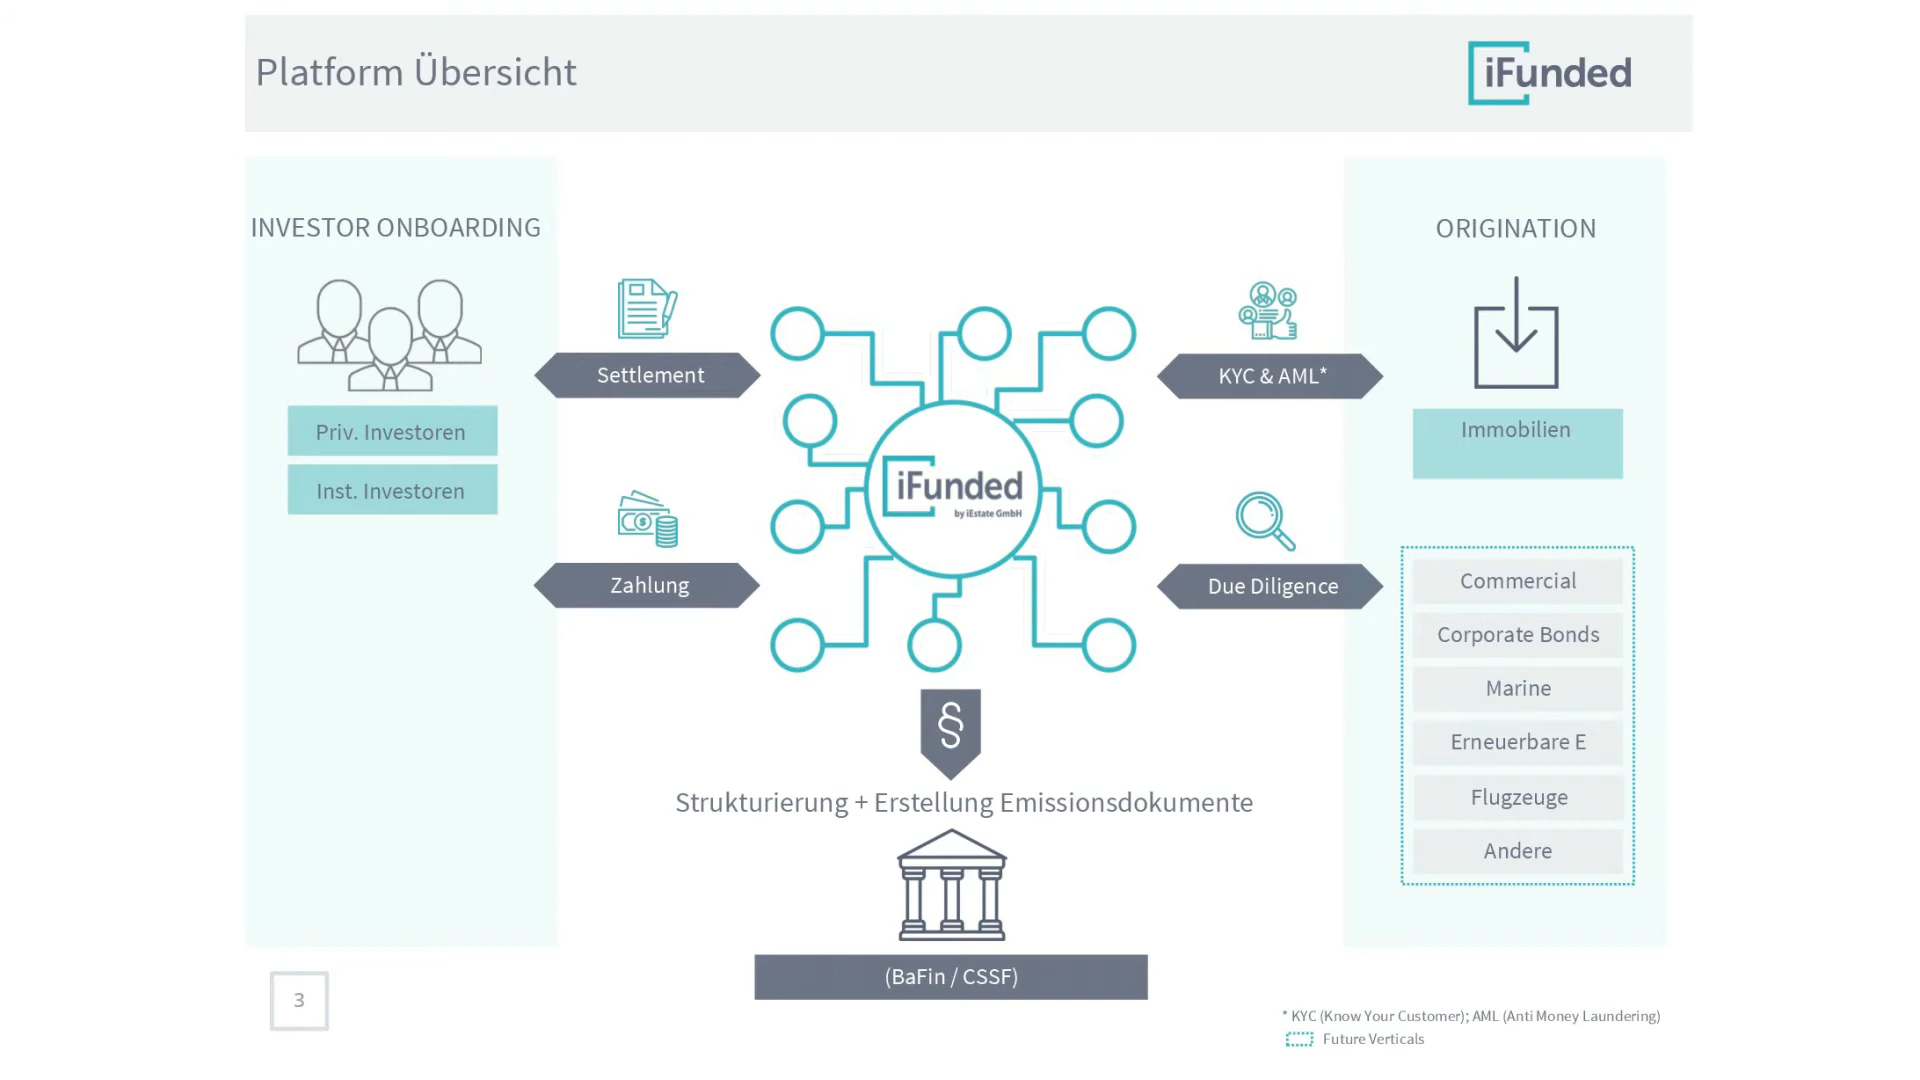 Platform Übersicht
iFunded
INVESTOR ONBOARDING
Priv. Investoren
Inst. Investoren
Settlement
Zahlung
iFunded
by iEstate GmbH
KYC & AML*
Due Diligence
ORIGINATION
Immobilien
Commercial
Corporate Bonds
Marine
Erneuerbare E
Flugzeuge
Andere
§
Strukturierung + Erstellung Emissionsdokumente
(BaFin / CSSF)
3
* KYC (Know Your Customer); AML (Anti Money Laundering)
Future Verticals